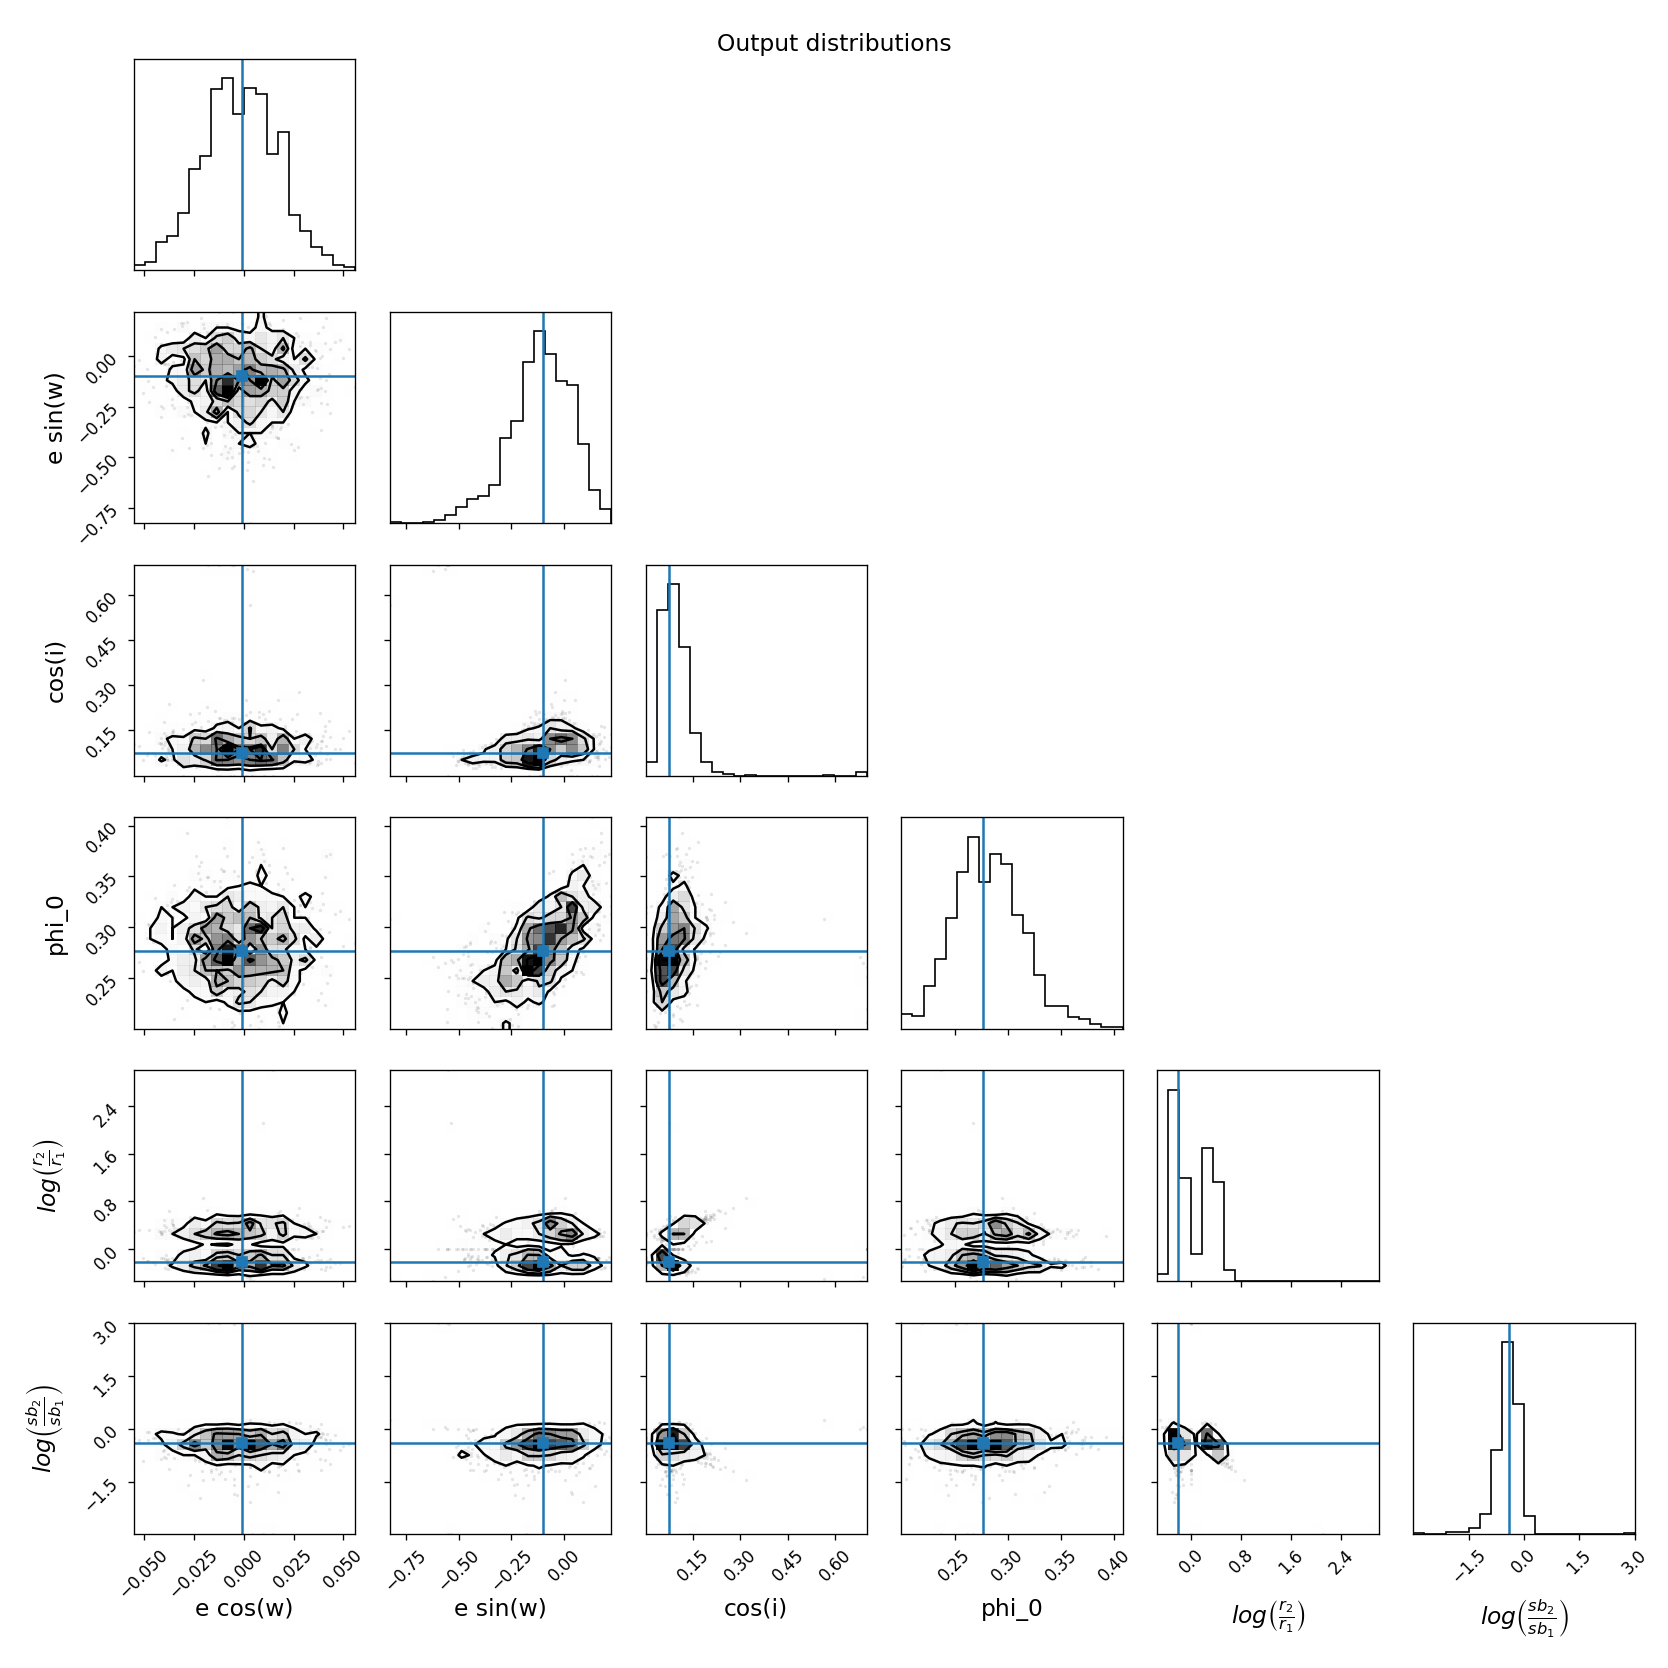 Output distributions
e sin(w)
0.00
−0.25
−0.50
−0.75
cos(i)
0.60
0.45
0.30
0.15
phi_0
0.40
0.35
0.30
0.25
log(r₂/r₁)
2.4
1.6
0.8
0.0
log(sb₂/sb₁)
3.0
1.5
0.0
−1.5
−0.050 −0.025 0.000 0.025 0.050
−0.75 −0.50 −0.25 0.00
0.15 0.30 0.45 0.60
0.25 0.30 0.35 0.40
0.0 0.8 1.6 2.4
−1.5 0.0 1.5 3.0
e cos(w) e sin(w) cos(i) phi_0 log(r₂/r₁) log(sb₂/sb₁)